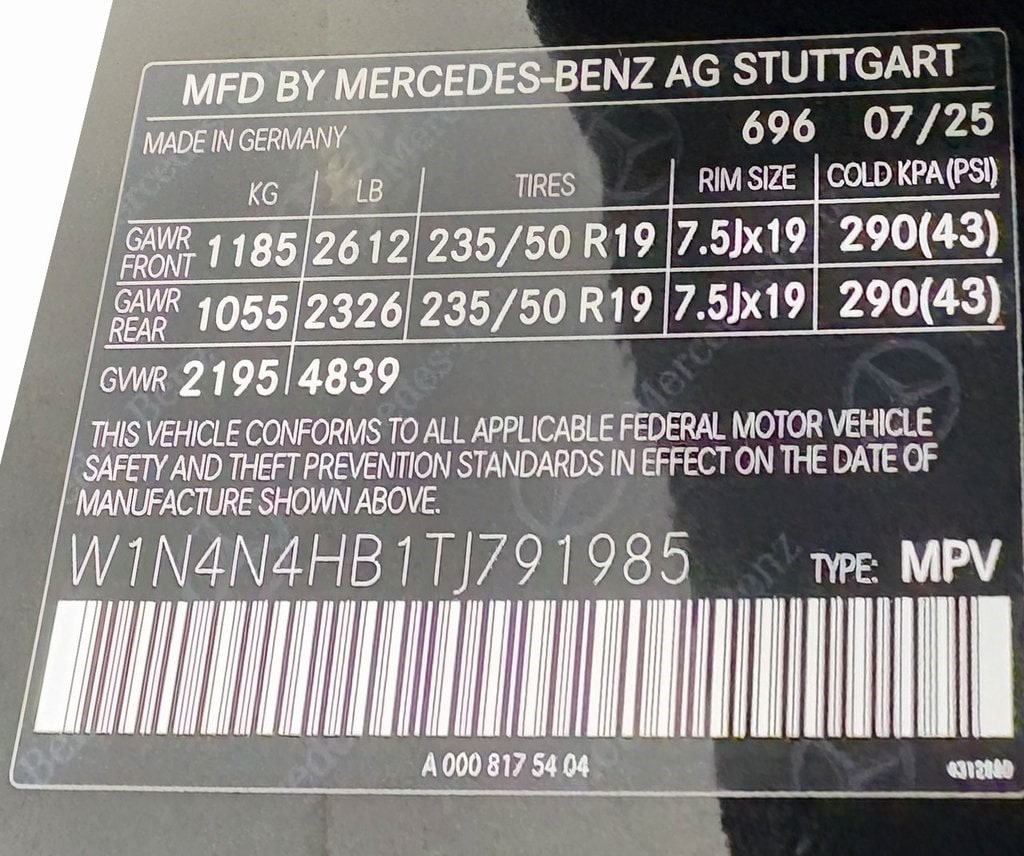 MFD BY MERCEDES-BENZ AG STUTTGART
MADE IN GERMANY 696 07/25
KG LB TIRES RIM SIZE COLD KPA (PSI)
GAWR FRONT 1185 2612 235/50 R19 7.5Jx19 290(43)
GAWR REAR 1055 2326 235/50 R19 7.5Jx19 290(43)
GVWR 2195 4839
THIS VEHICLE CONFORMS TO ALL APPLICABLE FEDERAL MOTOR VEHICLE
SAFETY AND THEFT PREVENTION STANDARDS IN EFFECT ON THE DATE OF
MANUFACTURE SHOWN ABOVE.
W1N4N4HB1TJ791985 TYPE: MPV
A 000 817 54 04